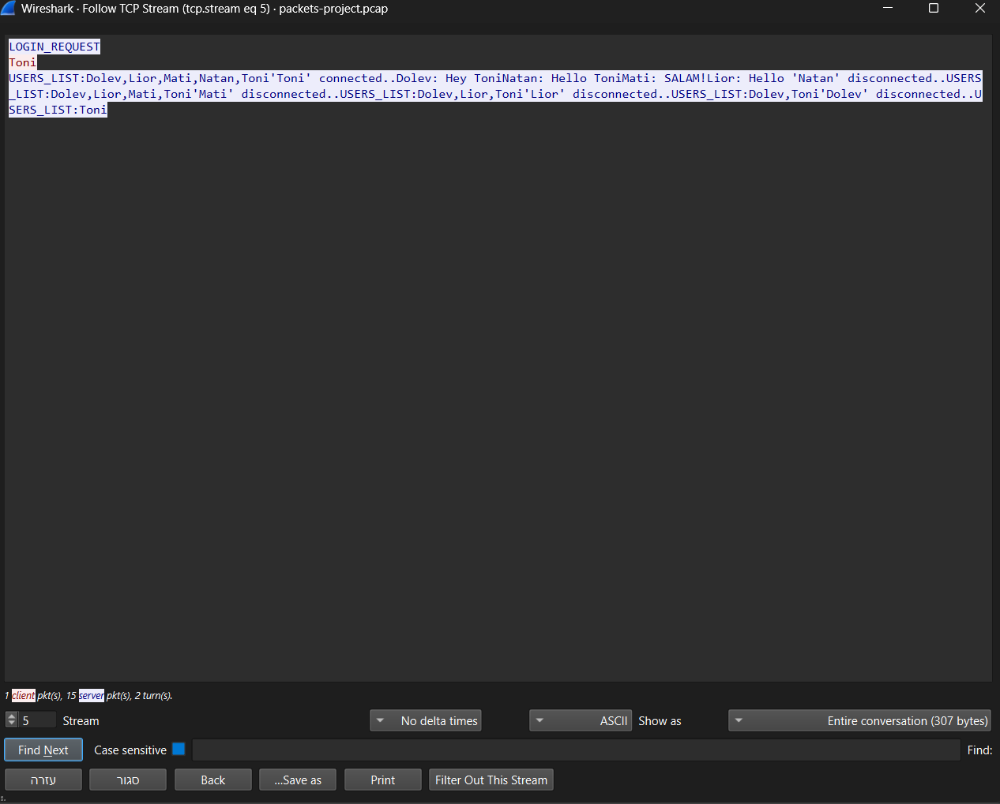 Wireshark · Follow TCP Stream (tcp.stream eq 5) · packets-project.pcap
LOGIN_REQUEST
Toni
USERS_LIST:Dolev,Lior,Mati,Natan,Toni'Toni' connected..Dolev: Hey ToniNatan: Hello ToniMati: SALAM!Lior: Hello 'Natan' disconnected..USERS
_LIST:Dolev,Lior,Mati,Toni'Mati' disconnected..USERS_LIST:Dolev,Lior,Toni'Lior' disconnected..USERS_LIST:Dolev,Toni'Dolev' disconnected..U
SERS_LIST:Toni
1 client pkt(s), 15 server pkt(s), 2 turn(s).
5 Stream No delta times ASCII Show as Entire conversation (307 bytes)
Find Next Case sensitive Find:
עזרה סגור Back ...Save as Print Filter Out This Stream